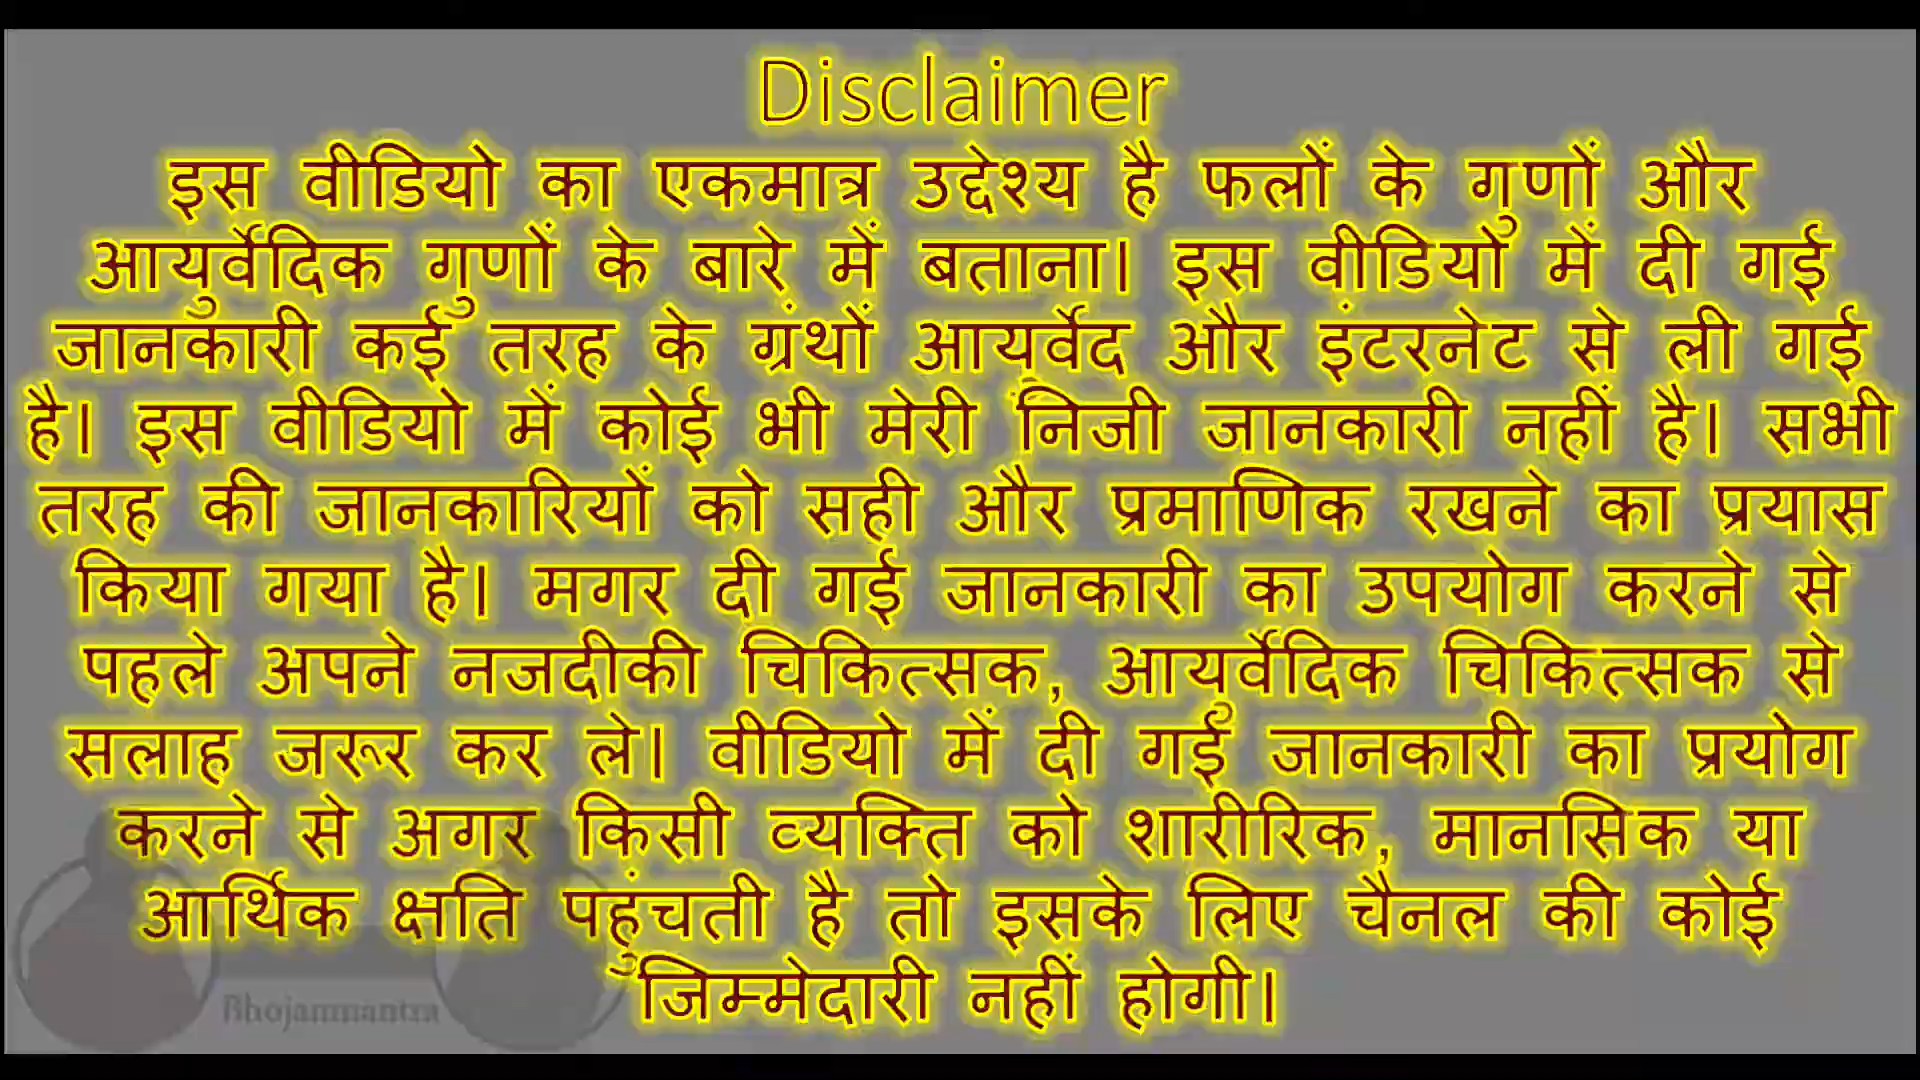 Disclaimer
इस वीडियो का एकमात्र उद्देश्य है फलों के गुणों और
आयुर्वेदिक गुणों के बारे में बताना। इस वीडियो में दी गई
जानकारी कई तरह के ग्रंथों आयुर्वेद और इंटरनेट से ली गई
है। इस वीडियो में कोई भी मेरी निजी जानकारी नहीं है। सभी
तरह की जानकारियों को सही और प्रमाणिक रखने का प्रयास
किया गया है। मगर दी गई जानकारी का उपयोग करने से
पहले अपने नजदीकी चिकित्सक, आयुर्वेदिक चिकित्सक से
सलाह जरूर कर ले। वीडियो में दी गई जानकारी का प्रयोग
करने से अगर किसी व्यक्ति को शारीरिक, मानसिक या
आर्थिक क्षति पहुंचती है तो इसके लिए चैनल की कोई
जिम्मेदारी नहीं होगी।
Bhojanmantra